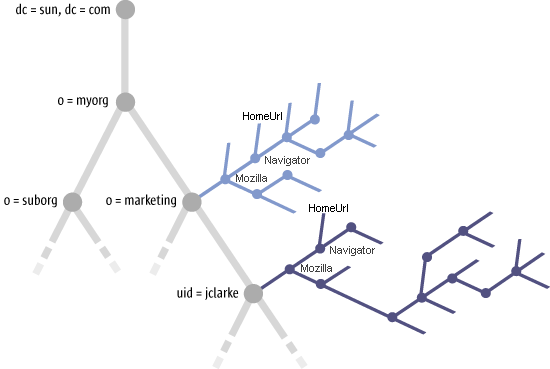 dc = sun, dc = com
o = myorg
HomeUrl
Navigator
Mozilla
o = suborg
o = marketing
HomeUrl
Navigator
Mozilla
uid = jclarke